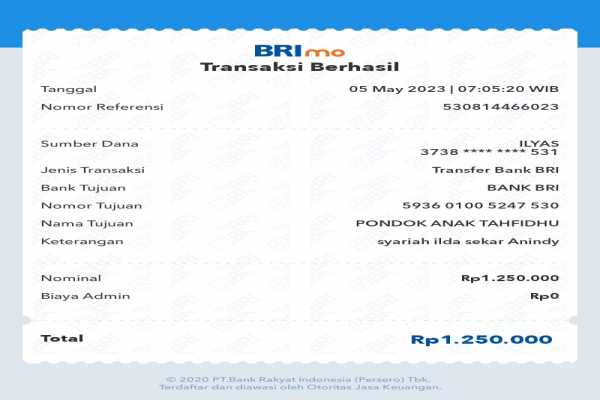 BRImo
Transaksi Berhasil
Tanggal 05 May 2023 | 07:05:20 WIB
Nomor Referensi 530814466023
Sumber Dana ILYAS
3738 **** **** 531
Jenis Transaksi Transfer Bank BRI
Bank Tujuan BANK BRI
Nomor Tujuan 5936 0100 5247 530
Nama Tujuan PONDOK ANAK TAHFIDHU
Keterangan syariah ilda sekar Anindy
Nominal Rp1.250.000
Biaya Admin Rp0
Total Rp1.250.000
© 2020 PT.Bank Rakyat Indonesia (Persero) Tbk.
Terdaftar dan diawasi oleh Otoritas Jasa Keuangan.